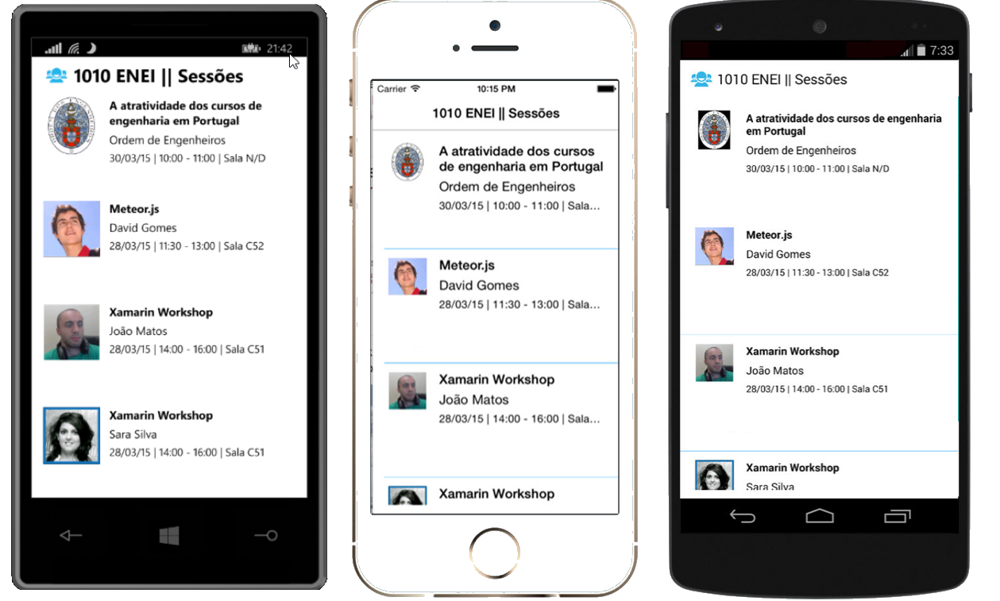 21:42
1010 ENEI || Sessões
A atratividade dos cursos de
engenharia em Portugal
Ordem de Engenheiros
30/03/15 | 10:00 - 11:00 | Sala N/D
Meteor.js
David Gomes
28/03/15 | 11:30 - 13:00 | Sala C52
Xamarin Workshop
João Matos
28/03/15 | 14:00 - 16:00 | Sala C51
Xamarin Workshop
Sara Silva
28/03/15 | 14:00 - 16:00 | Sala C51
Carrier 10:15 PM
1010 ENEI || Sessões
A atratividade dos cursos
de engenharia em Portugal
Ordem de Engenheiros
30/03/15 | 10:00 - 11:00 | Sala...
Meteor.js
David Gomes
28/03/15 | 11:30 - 13:00 | Sala...
Xamarin Workshop
João Matos
28/03/15 | 14:00 - 16:00 | Sala...
Xamarin Workshop
7:33
1010 ENEI || Sessões
A atratividade dos cursos de engenharia
em Portugal
Ordem de Engenheiros
30/03/15 | 10:00 - 11:00 | Sala N/D
Meteor.js
David Gomes
28/03/15 | 11:30 - 13:00 | Sala C52
Xamarin Workshop
João Matos
28/03/15 | 14:00 - 16:00 | Sala C51
Xamarin Workshop
Sara Silva